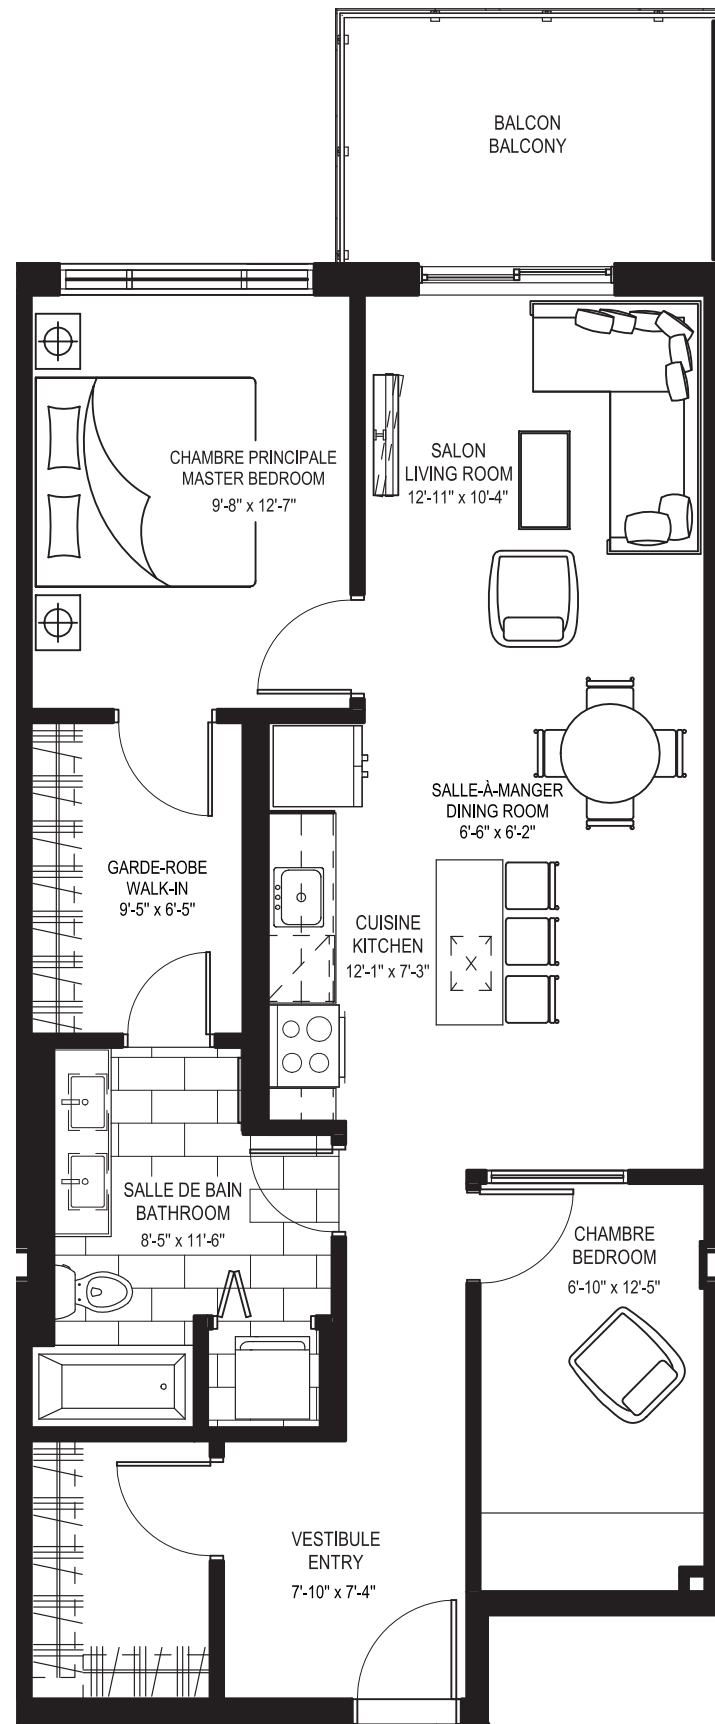 BALCON
BALCONY
CHAMBRE PRINCIPALE
MASTER BEDROOM
9'-8" x 12'-7"
SALON
LIVING ROOM
12'-11" x 10'-4"
SALLE-À-MANGER
DINING ROOM
6'-6" x 6'-2"
GARDE-ROBE
WALK-IN
9'-5" x 6'-5"
CUISINE
KITCHEN
12'-1" x 7'-3"
SALLE DE BAIN
BATHROOM
8'-5" x 11'-6"
CHAMBRE
BEDROOM
6'-10" x 12'-5"
VESTIBULE
ENTRY
7'-10" x 7'-4"